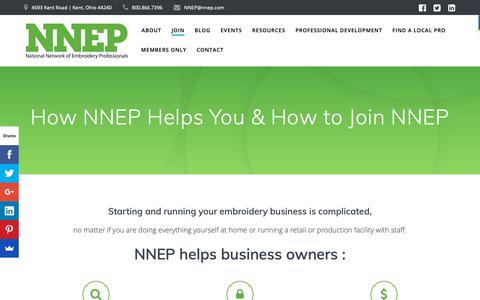 4693 Kent Road | Kent, Ohio 44240 800.866.7396 NNEP@nnep.com
NNEP
National Network of Embroidery Professionals
ABOUT JOIN BLOG EVENTS RESOURCES PROFESSIONAL DEVELOPMENT FIND A LOCAL PRO
MEMBERS ONLY CONTACT
How NNEP Helps You & How to Join NNEP
Shares
Starting and running your embroidery business is complicated,
no matter if you are doing everything yourself at home or running a retail or production facility with staff.
NNEP helps business owners :